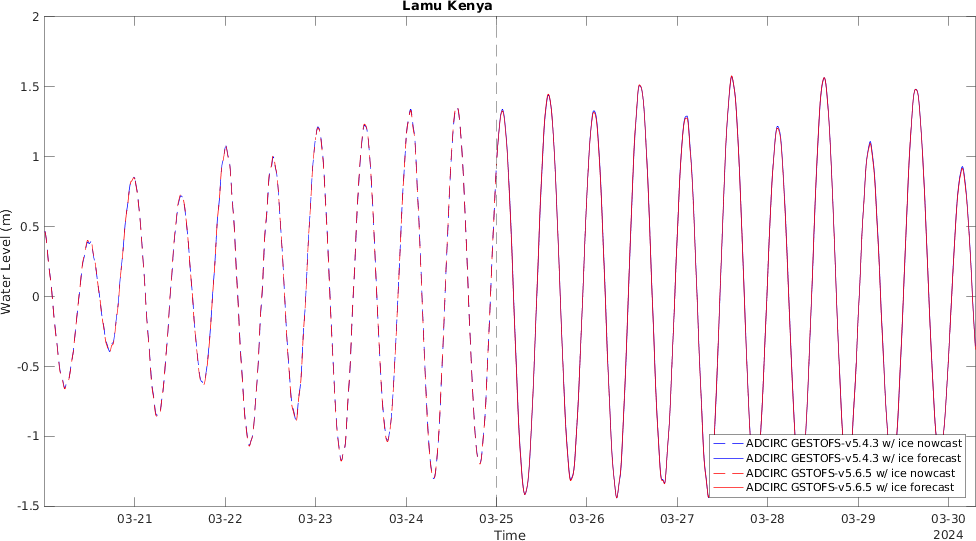 Lamu Kenya
Water Level (m)
2
1.5
1
0.5
0
-0.5
-1
-1.5
03-21 03-22 03-23 03-24 03-25 03-26 03-27 03-28 03-29 03-30
2024
Time
ADCIRC GESTOFS-v5.4.3 w/ ice nowcast
ADCIRC GESTOFS-v5.4.3 w/ ice forecast
ADCIRC GSTOFS-v5.6.5 w/ ice nowcast
ADCIRC GSTOFS-v5.6.5 w/ ice forecast